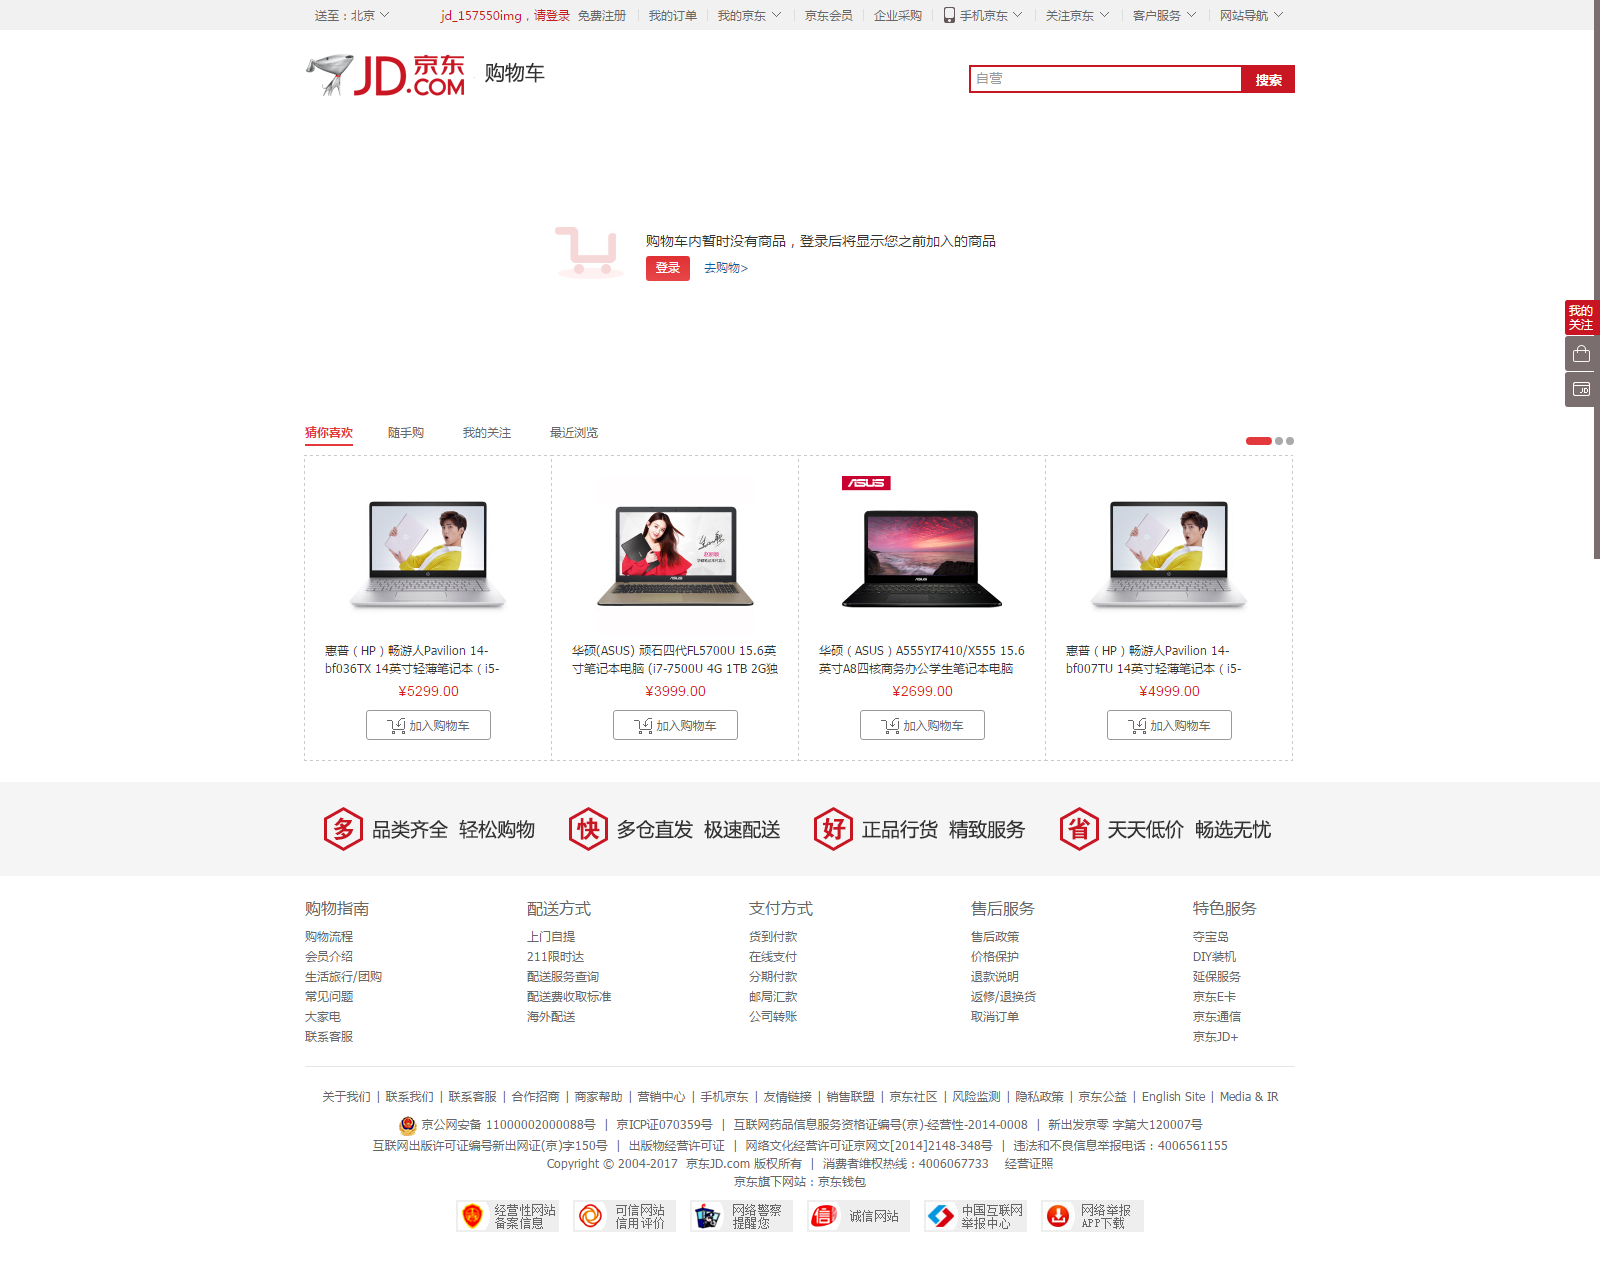 送至：北京
jd_157550img，请登录 免费注册 我的订单 我的京东 京东会员 企业采购 手机京东 关注京东 客户服务 网站导航
JD.COM 京东
购物车
自营 搜索
购物车内暂时没有商品，登录后将显示您之前加入的商品
登录 去购物>
我的
关注
JD
猜你喜欢 随手购 我的关注 最近浏览
惠普（HP）畅游人Pavilion 14-
bf036TX 14英寸轻薄笔记本（i5-
¥5299.00
加入购物车
ASUS
华硕(ASUS) 顽石四代FL5700U 15.6英
寸笔记本电脑 (i7-7500U 4G 1TB 2G独
¥3999.00
加入购物车
ASUS
ASUS
华硕（ASUS）A555YI7410/X555 15.6
英寸A8四核商务办公学生笔记本电脑
¥2699.00
加入购物车
惠普（HP）畅游人Pavilion 14-
bf007TU 14英寸轻薄笔记本（i5-
¥4999.00
加入购物车
多 品类齐全 轻松购物
快 多仓直发 极速配送
好 正品行货 精致服务
省 天天低价 畅选无忧
购物指南
购物流程
会员介绍
生活旅行/团购
常见问题
大家电
联系客服
配送方式
上门自提
211限时达
配送服务查询
配送费收取标准
海外配送
支付方式
货到付款
在线支付
分期付款
邮局汇款
公司转账
售后服务
售后政策
价格保护
退款说明
返修/退换货
取消订单
特色服务
夺宝岛
DIY装机
延保服务
京东E卡
京东通信
京东JD+
关于我们 | 联系我们 | 联系客服 | 合作招商 | 商家帮助 | 营销中心 | 手机京东 | 友情链接 | 销售联盟 | 京东社区 | 风险监测 | 隐私政策 | 京东公益 | English Site | Media & IR
京公网安备 11000002000088号 | 京ICP证070359号 | 互联网药品信息服务资格证编号(京)-经营性-2014-0008 | 新出发京零 字第大120007号
互联网出版许可证编号新出网证(京)字150号 | 出版物经营许可证 | 网络文化经营许可证京网文[2014]2148-348号 | 违法和不良信息举报电话：4006561155
Copyright © 2004-2017 京东JD.com 版权所有 | 消费者维权热线：4006067733 经营证照
京东旗下网站：京东钱包
经营性网站
备案信息
可信网站
信用评价
网络警察
提醒您
诚信网站
中国互联网
举报中心
网络举报
APP下载